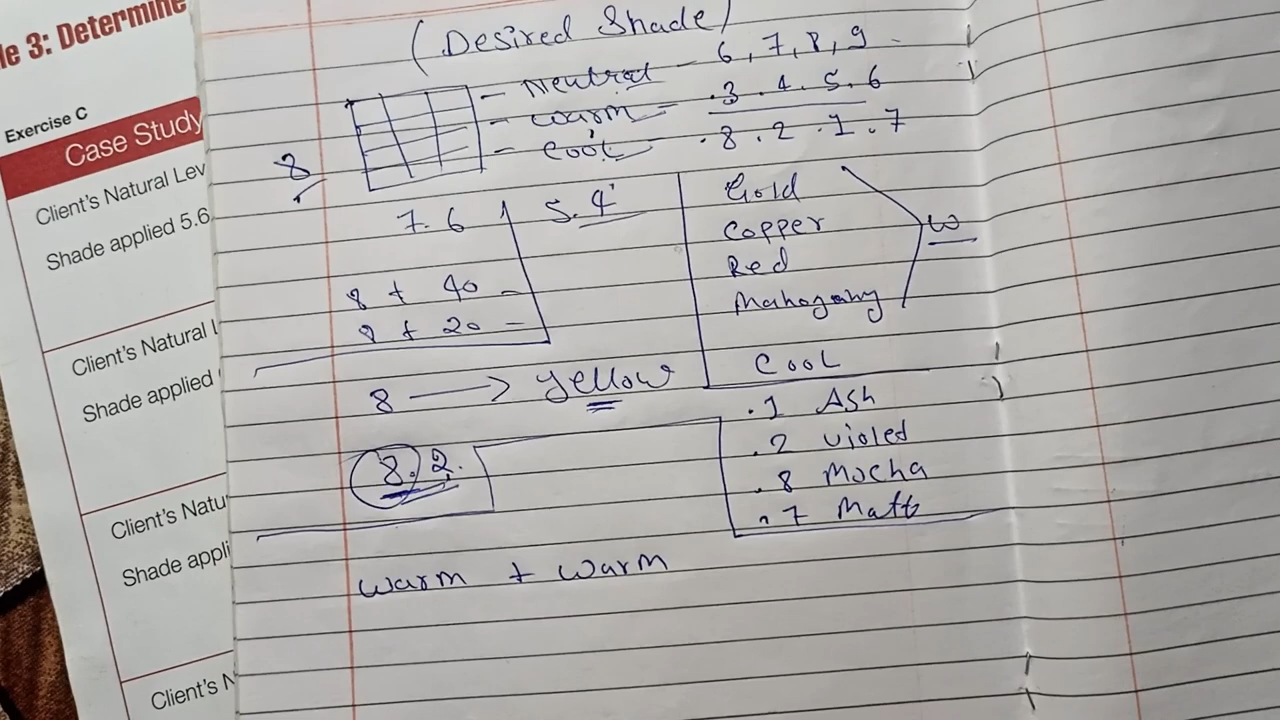 le 3: Determine
Exercise C
Case Study
Client's Natural Lev
Shade applied 5.6
Client's Natural L
Shade applied
Client's Natu
Shade appli
Client's N
(Desired Shade)
- Neutral - 6, 7, 8, 9 -
- warm = .3 .4. 5. 6
- cool - .8 .2 .1 .7
8
7.6
5.4
8 + 40 -
8 + 20 -
Gold
Copper
Red
Mahogany
W
8 → yellow
8.2.
Cool
.1 Ash
.2 violed
.8 Mocha
.7 Matt
warm + warm